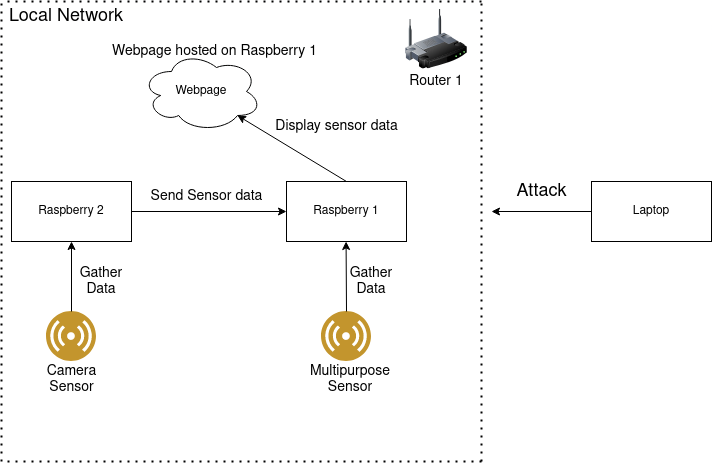 Local Network
Webpage hosted on Raspberry 1
Webpage
Router 1
Display sensor data
Raspberry 2
Send Sensor data
Raspberry 1
Attack
Laptop
Gather
Data
Gather
Data
Camera
Sensor
Multipurpose
Sensor